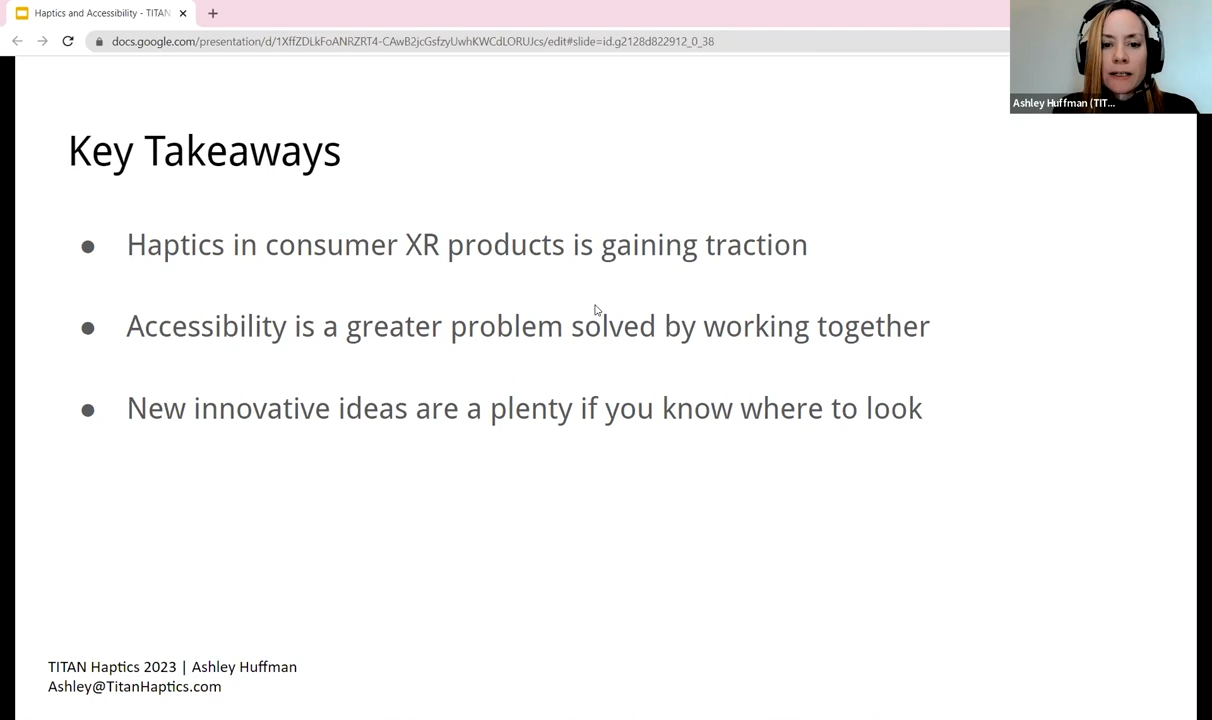 Haptics and Accessibility - TITAN
docs.google.com/presentation/d/1XffZDLkFoANRZRT4-CAwB2jcGsfzyUwhKWCdLORUJcs/edit#slide=id.g2128d822912_0_38
Ashley Huffman (TIT...
Key Takeaways
● Haptics in consumer XR products is gaining traction
● Accessibility is a greater problem solved by working together
● New innovative ideas are a plenty if you know where to look
TITAN Haptics 2023 | Ashley Huffman
Ashley@TitanHaptics.com